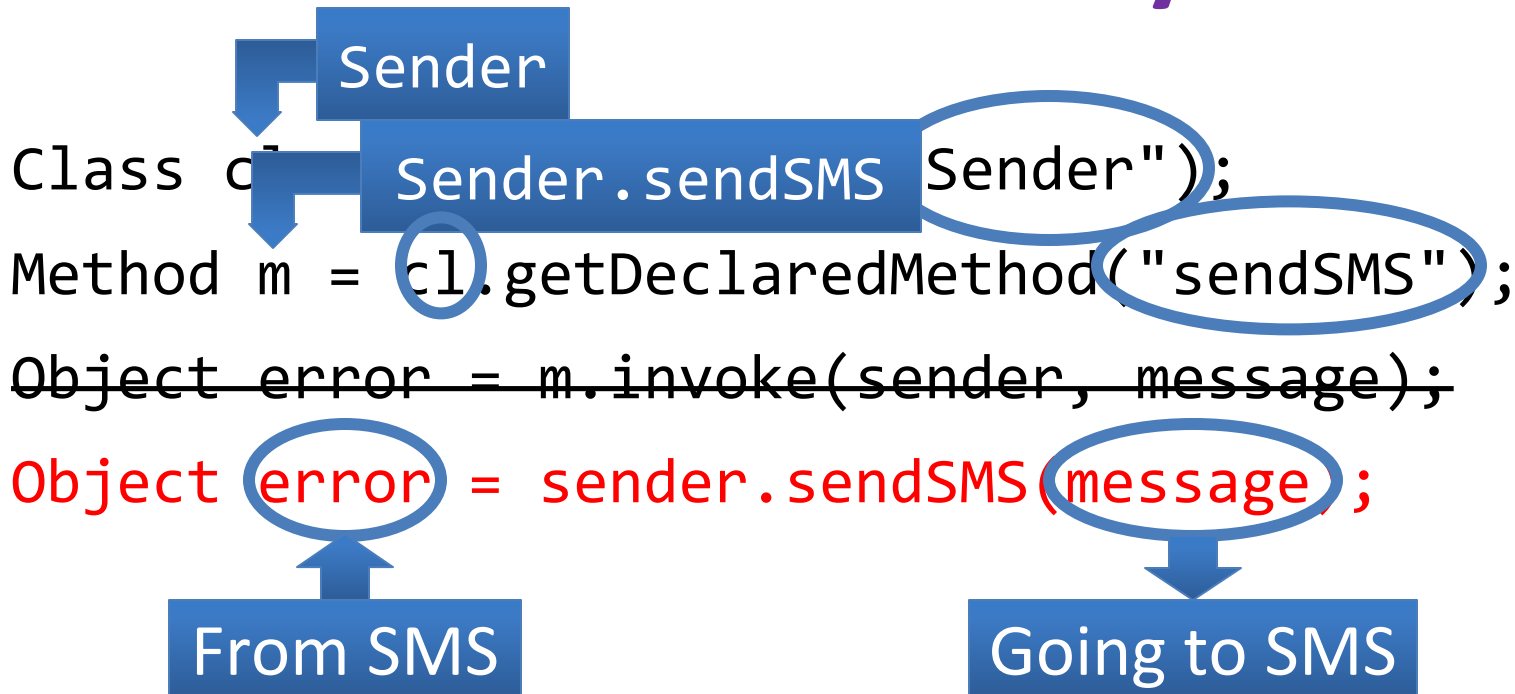 Sender
Class cl Sender.sendSMS Sender");
Method m = cl.getDeclaredMethod("sendSMS");
Object error = m.invoke(sender, message);
Object error = sender.sendSMS(message);
From SMS
Going to SMS